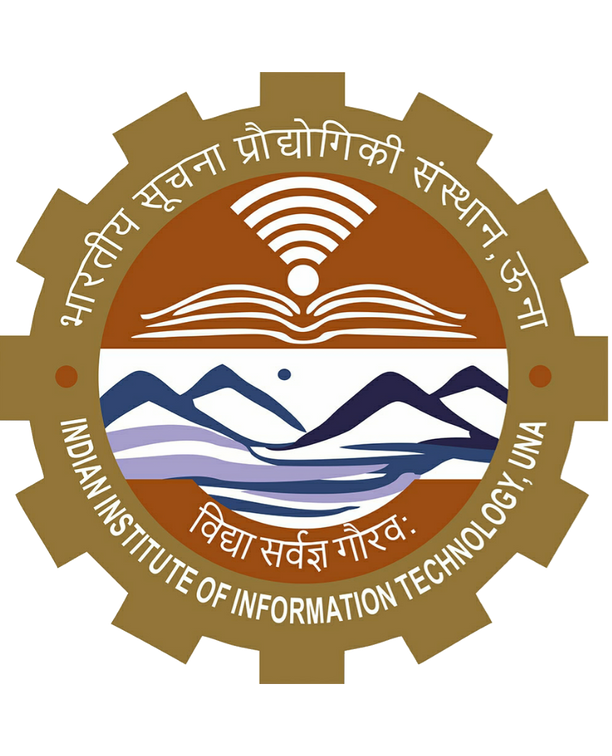 भारतीय सूचना प्रौद्योगिकी संस्थान, ऊना
विद्या सर्वज्ञ गौरवः
INDIAN INSTITUTE OF INFORMATION TECHNOLOGY, UNA